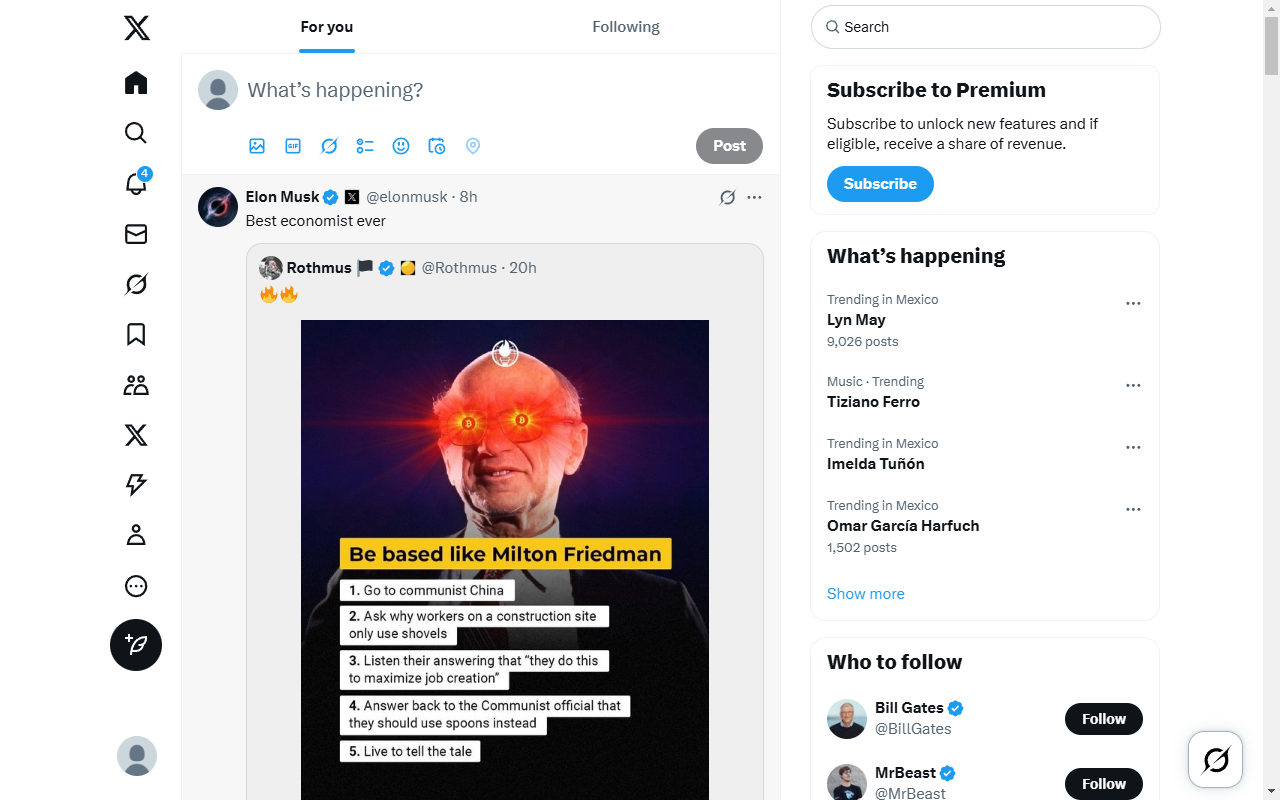 For you
Following
What's happening?
GIF
Post
4
Elon Musk @elonmusk · 8h
Best economist ever
Rothmus @Rothmus · 20h
Be based like Milton Friedman
1. Go to communist China
2. Ask why workers on a construction site
only use shovels
3. Listen their answering that “they do this
to maximize job creation”
4. Answer back to the Communist official that
they should use spoons instead
5. Live to tell the tale
Search
Subscribe to Premium
Subscribe to unlock new features and if
eligible, receive a share of revenue.
Subscribe
What’s happening
Trending in Mexico
Lyn May
9,026 posts
Music · Trending
Tiziano Ferro
Trending in Mexico
Imelda Tuñón
Trending in Mexico
Omar García Harfuch
1,502 posts
Show more
Who to follow
Bill Gates
@BillGates
Follow
MrBeast
@MrBeast
Follow